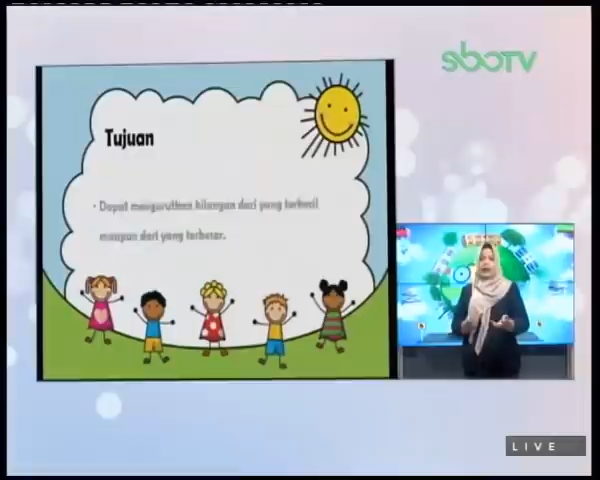 sboTV
Tujuan
• Dapat mengurutkan bilangan dari yang terkecil
maupun dari yang terbesar.
LIVE